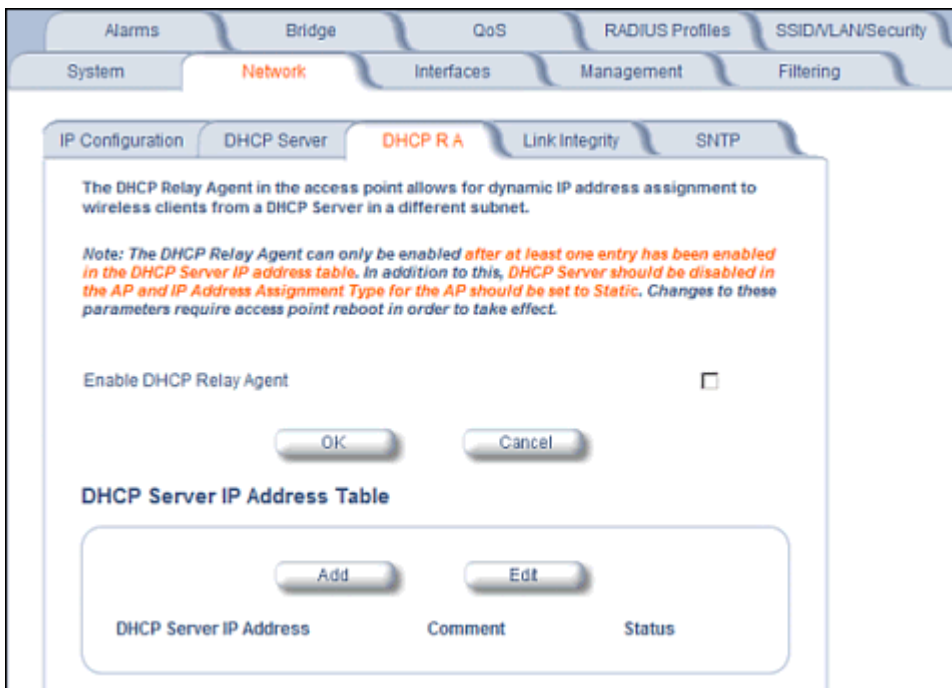 Alarms Bridge QoS RADIUS Profiles SSID/VLAN/Security
System Network Interfaces Management Filtering
IP Configuration DHCP Server DHCP R A Link Integrity SNTP
The DHCP Relay Agent in the access point allows for dynamic IP address assignment to
wireless clients from a DHCP Server in a different subnet.
Note: The DHCP Relay Agent can only be enabled after at least one entry has been enabled
in the DHCP Server IP address table. In addition to this, DHCP Server should be disabled in
the AP and IP Address Assignment Type for the AP should be set to Static. Changes to these
parameters require access point reboot in order to take effect.
Enable DHCP Relay Agent
OK Cancel
DHCP Server IP Address Table
Add Edit
DHCP Server IP Address Comment Status